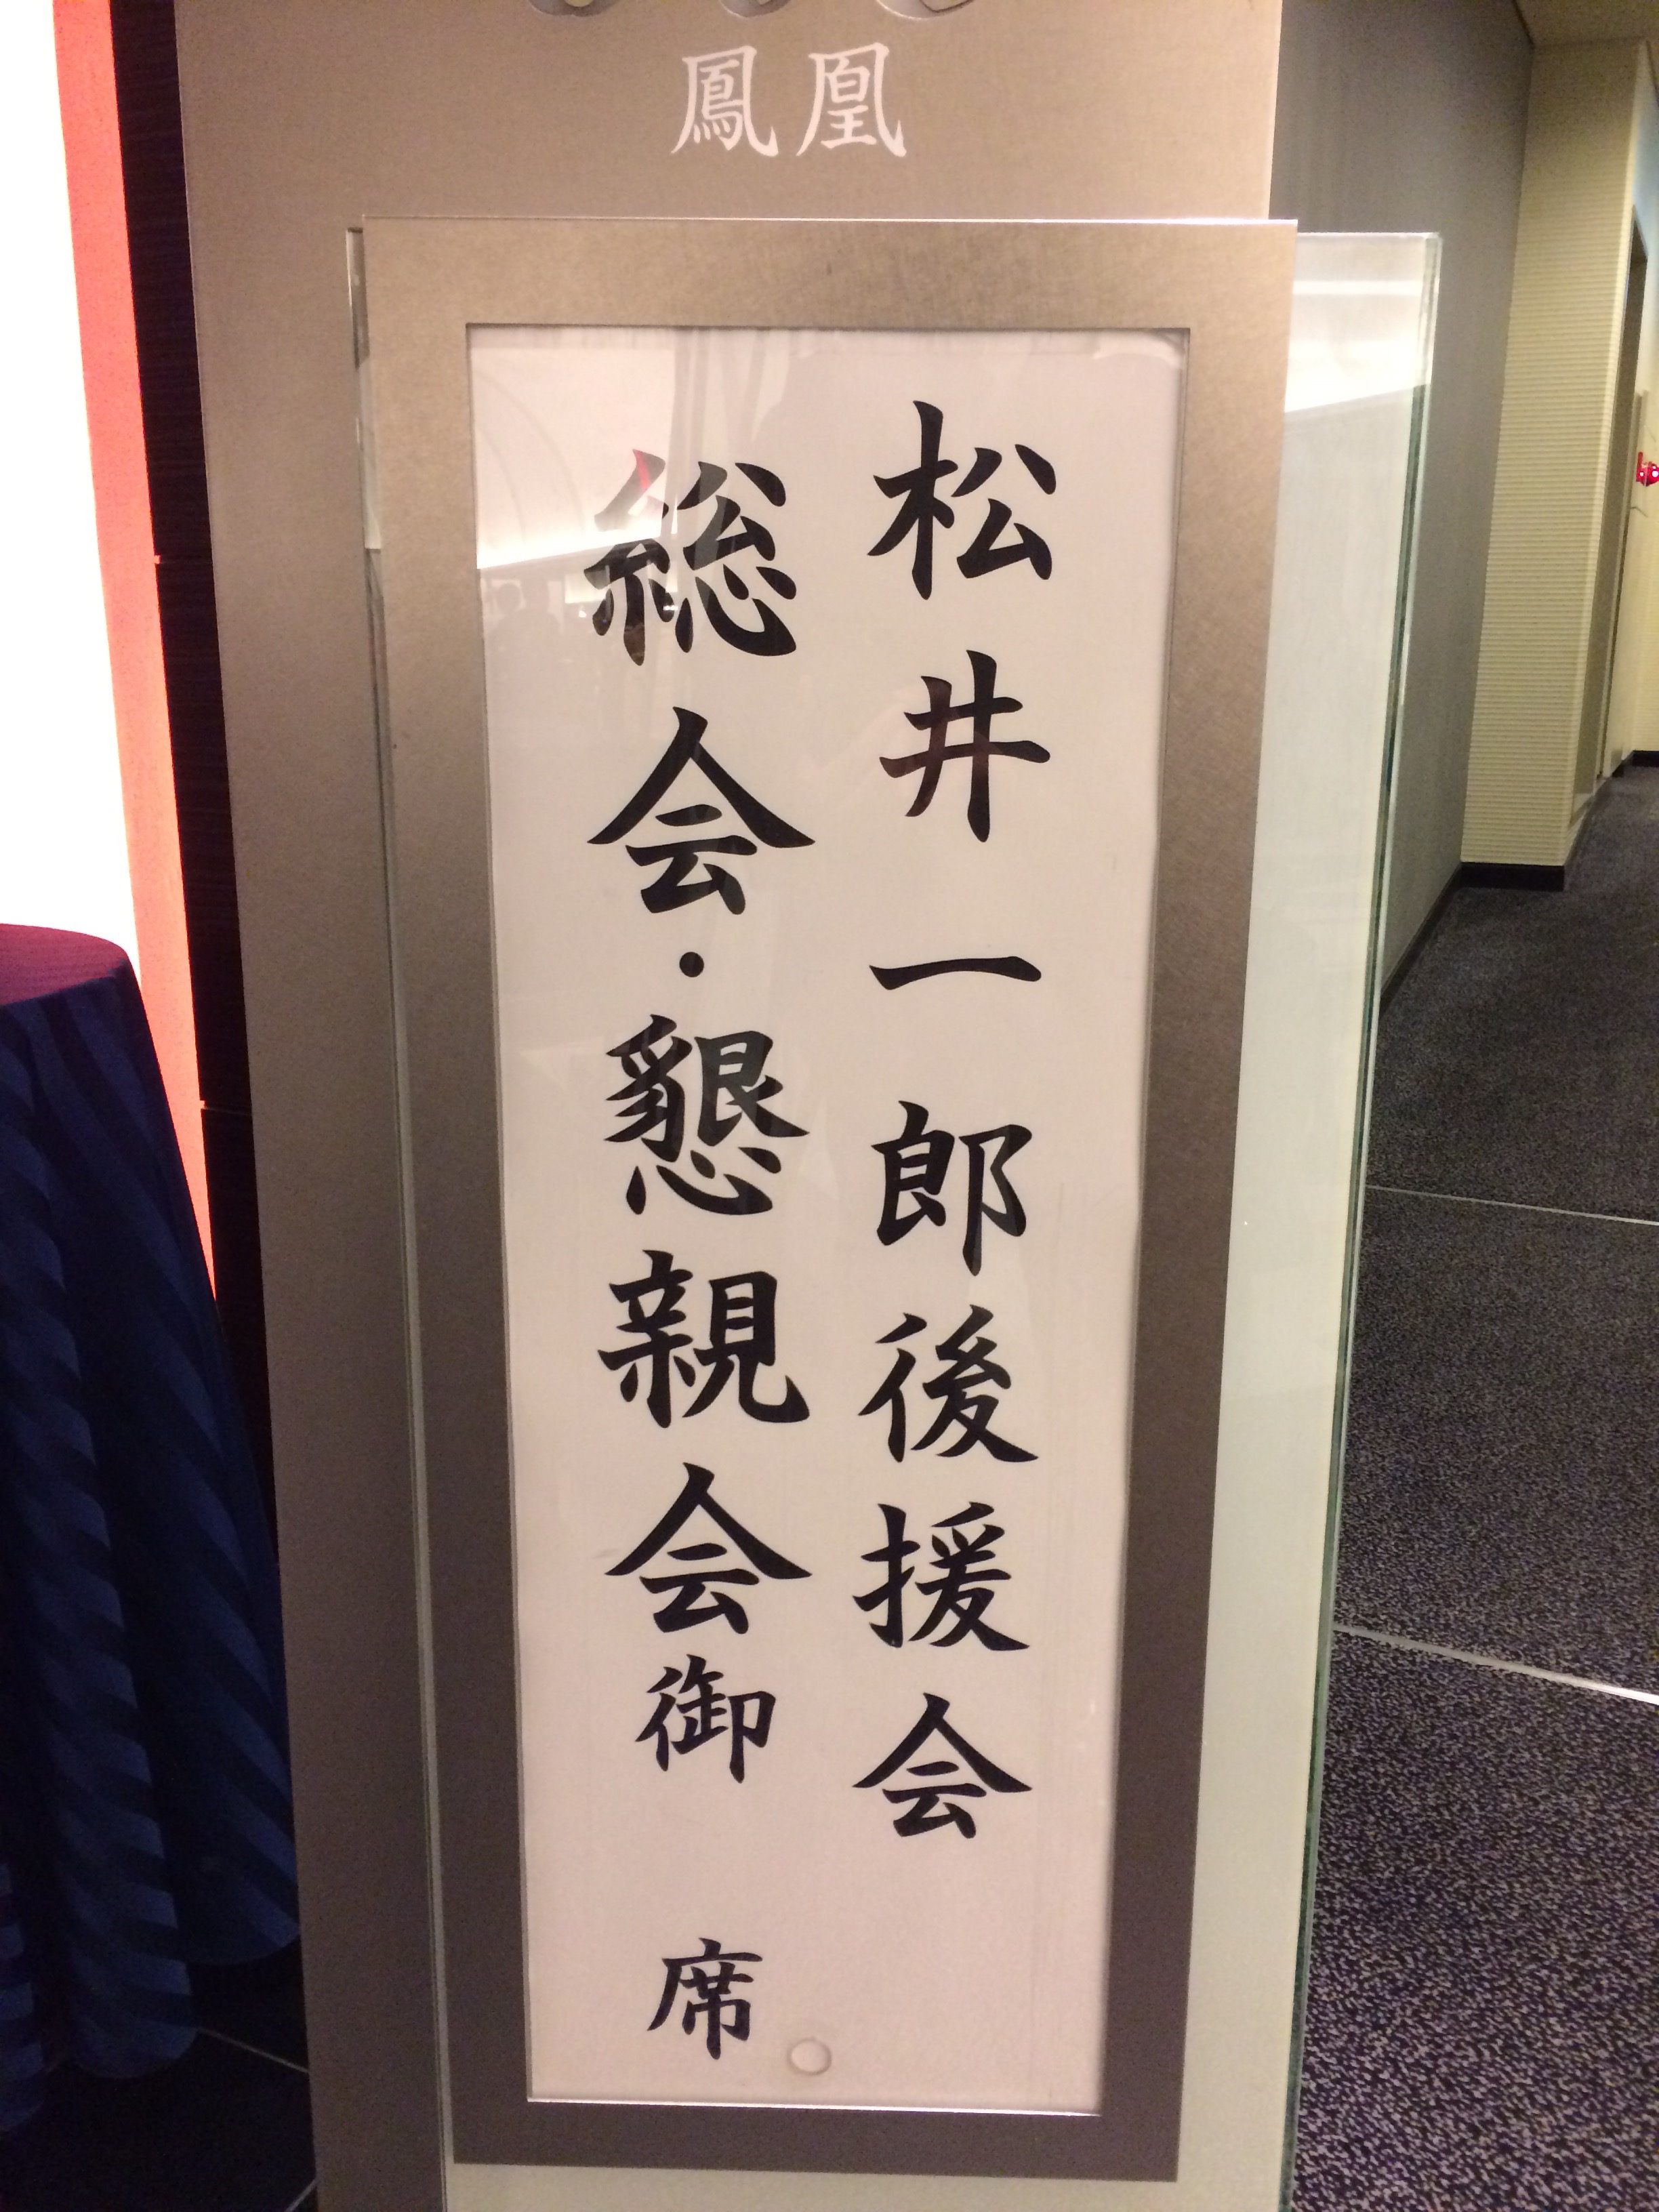 鳳凰
松井一郎後援会
総会・懇親会御 席